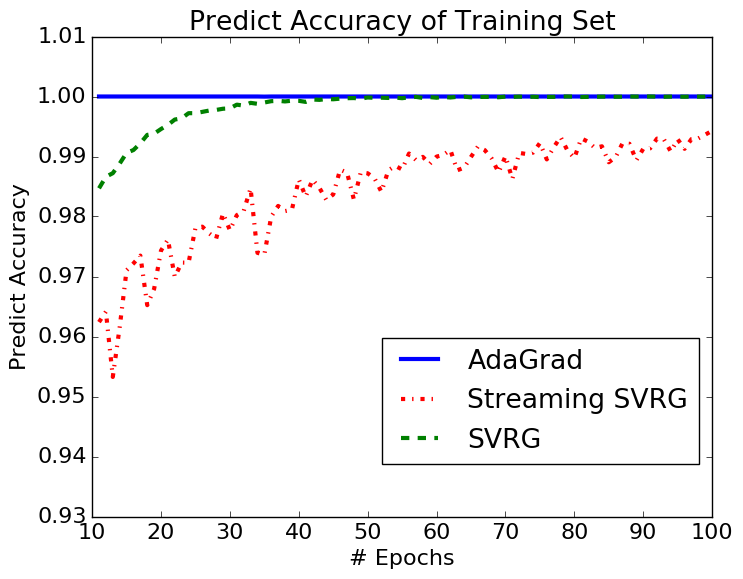 Predict Accuracy of Training Set
1.01
1.00
0.99
0.98
0.97
0.96
0.95
0.94
0.93
Predict Accuracy
AdaGrad
Streaming SVRG
SVRG
10 20 30 40 50 60 70 80 90 100
# Epochs